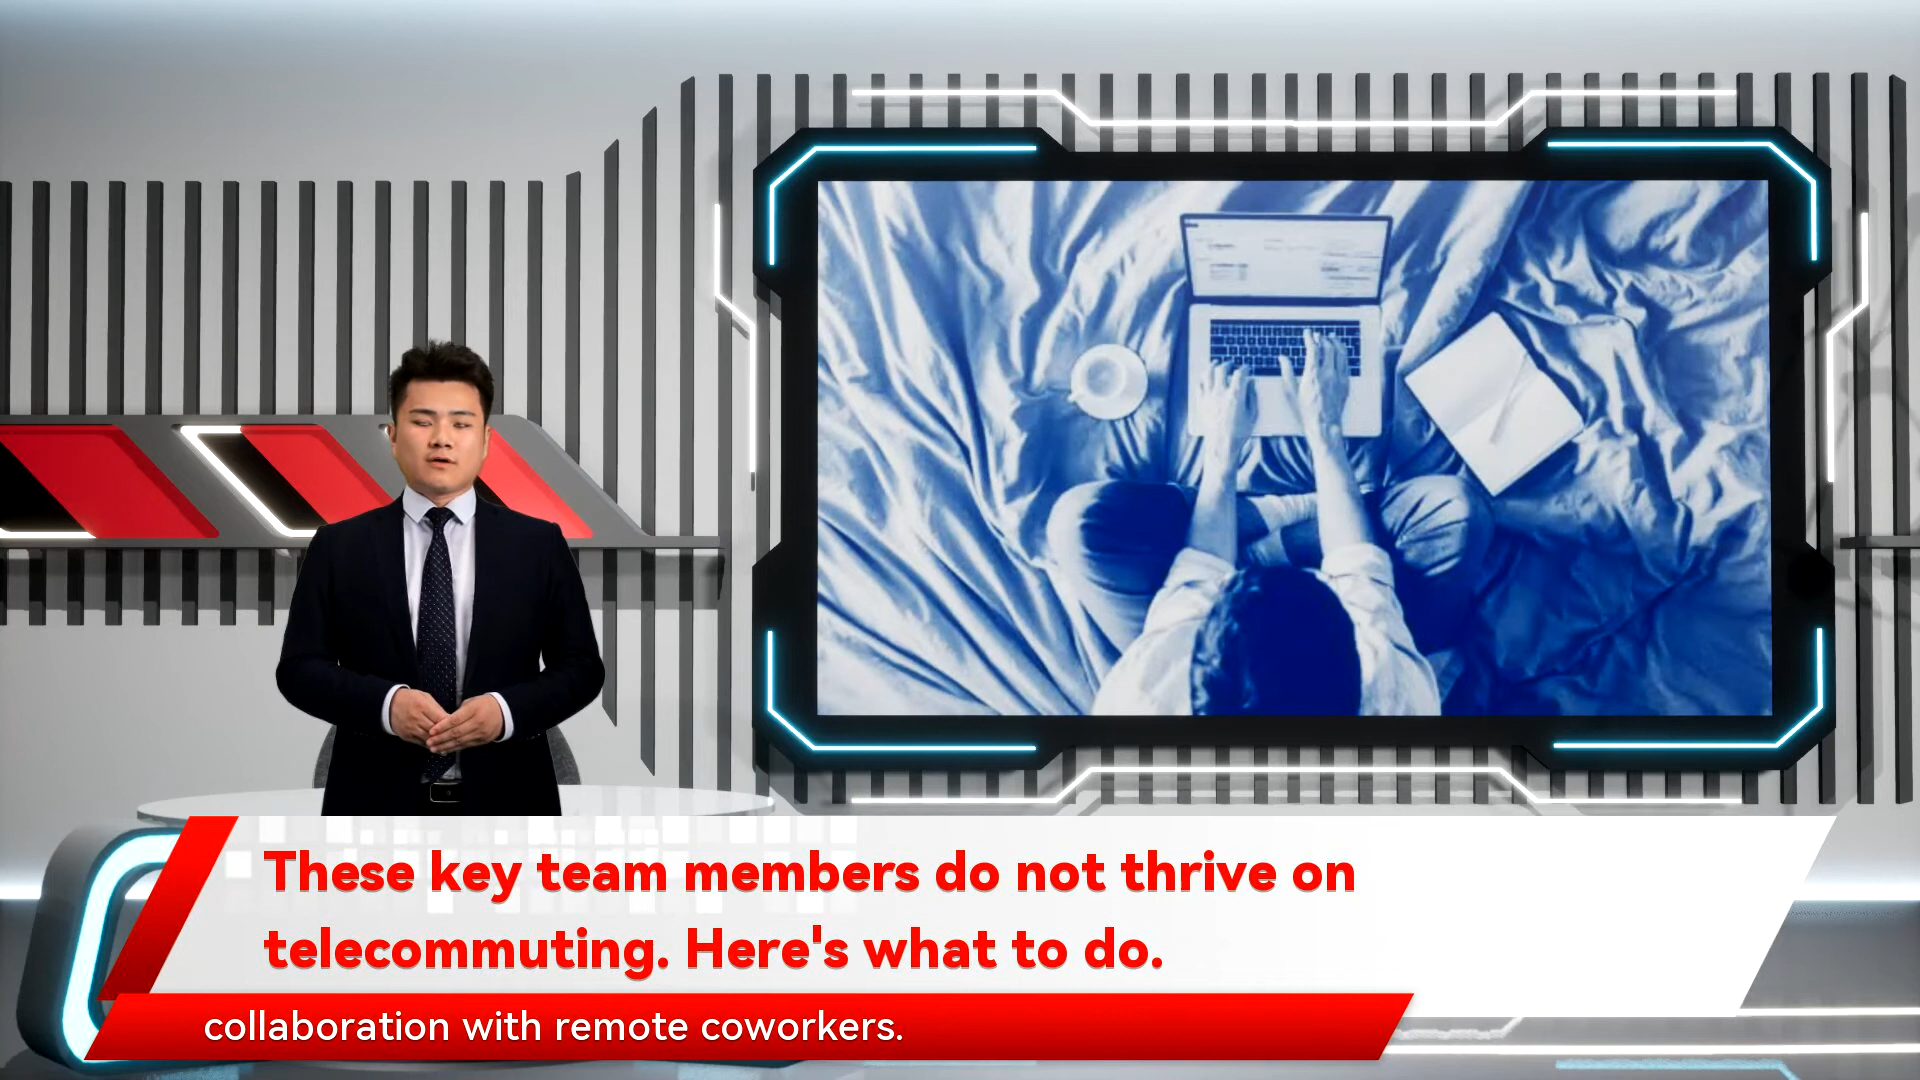 These key team members do not thrive on
telecommuting. Here's what to do.
collaboration with remote coworkers.